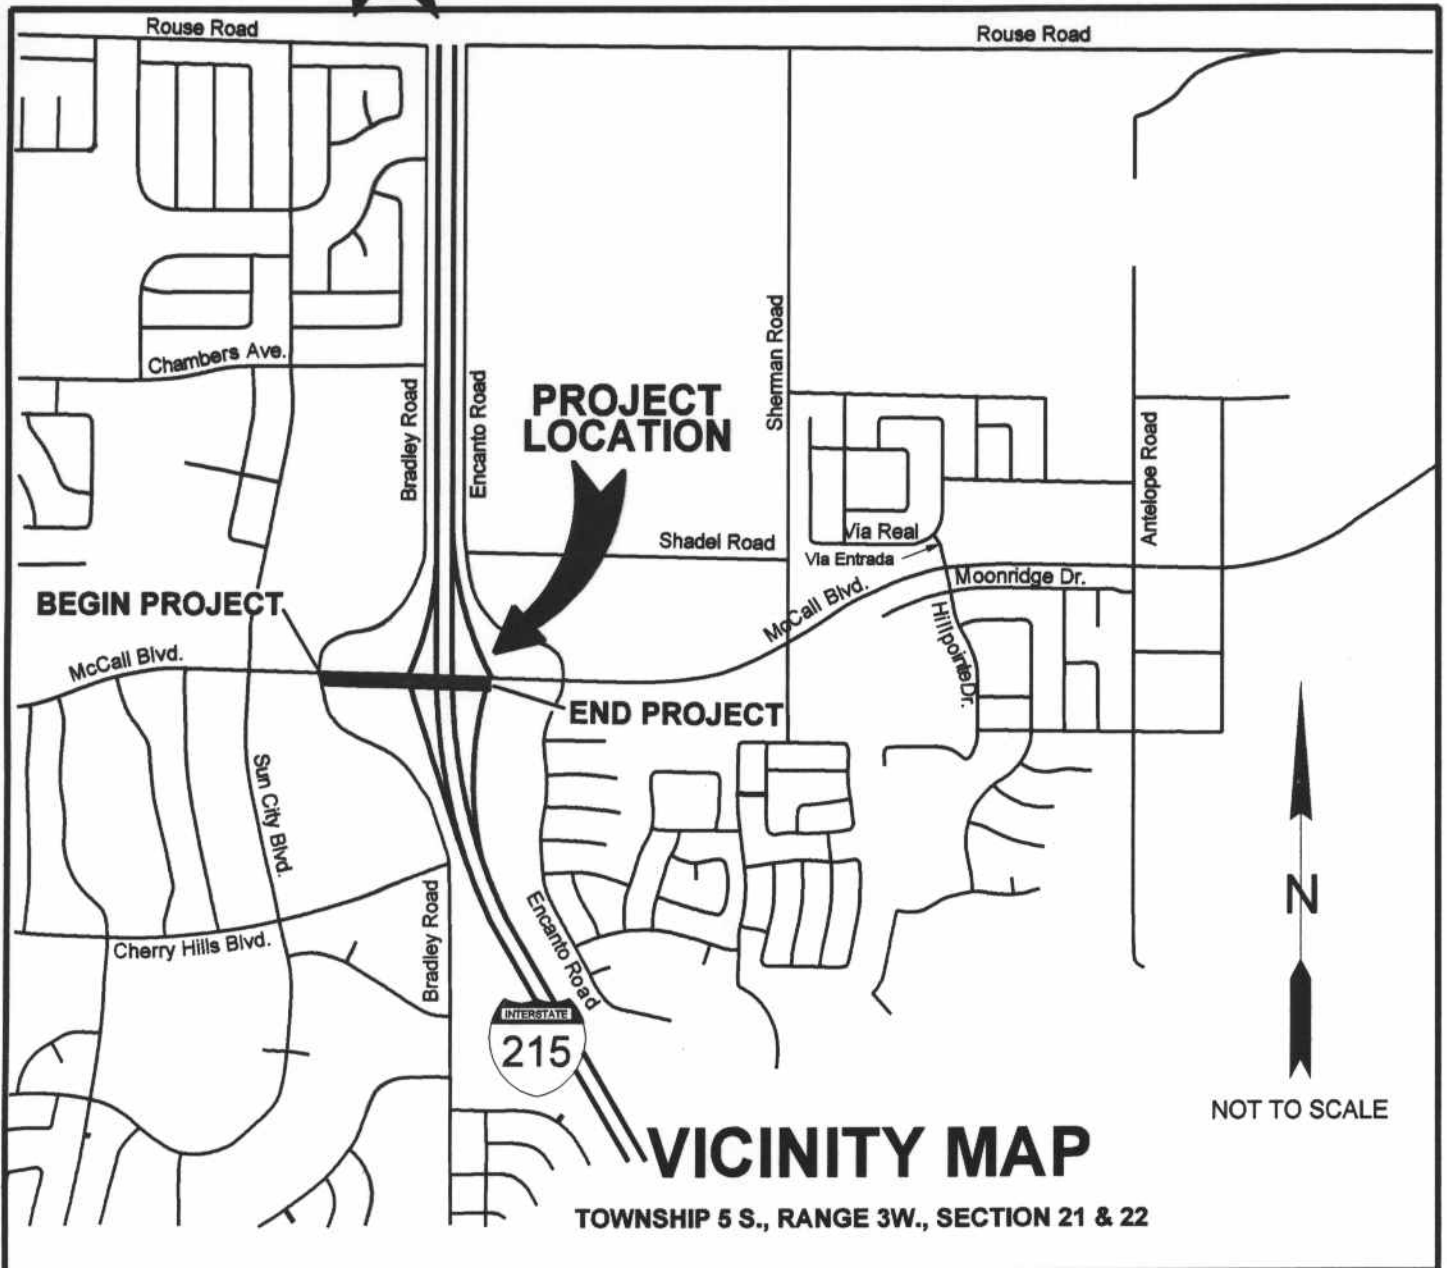 Rouse Road
Rouse Road
Sherman Road
Chambers Ave.
Bradley Road
Encanto Road
PROJECT
LOCATION
Antelope Road
Via Real
Shadel Road
Via Entrada
Moonridge Dr.
McCall Blvd.
BEGIN PROJECT
Hillpointe Dr.
McCall Blvd.
END PROJECT
Sun City Blvd.
Bradley Road
Encanto Road
Cherry Hills Blvd.
N
INTERSTATE
215
NOT TO SCALE
VICINITY MAP
TOWNSHIP 5 S., RANGE 3W., SECTION 21 & 22